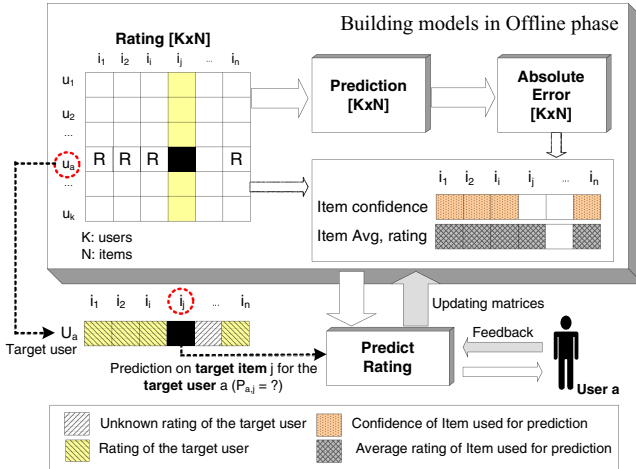 Building models in Offline phase
Rating [KxN]
i1 i2 ii ij ... in
u1
u2
...
ua R R R R
...
uk
K: users
N: items
Prediction
[KxN]
Absolute
Error
[KxN]
i1 i2 ii ij ... in
Item confidence
Item Avg, rating
i1 i2 ii ij ... in
Ua
Target user
Prediction on target item j for the
target user a (Pa,j = ?)
Updating matrices
Predict
Rating
Feedback
User a
Unknown rating of the target user
Rating of the target user
Confidence of Item used for prediction
Average rating of Item used for prediction